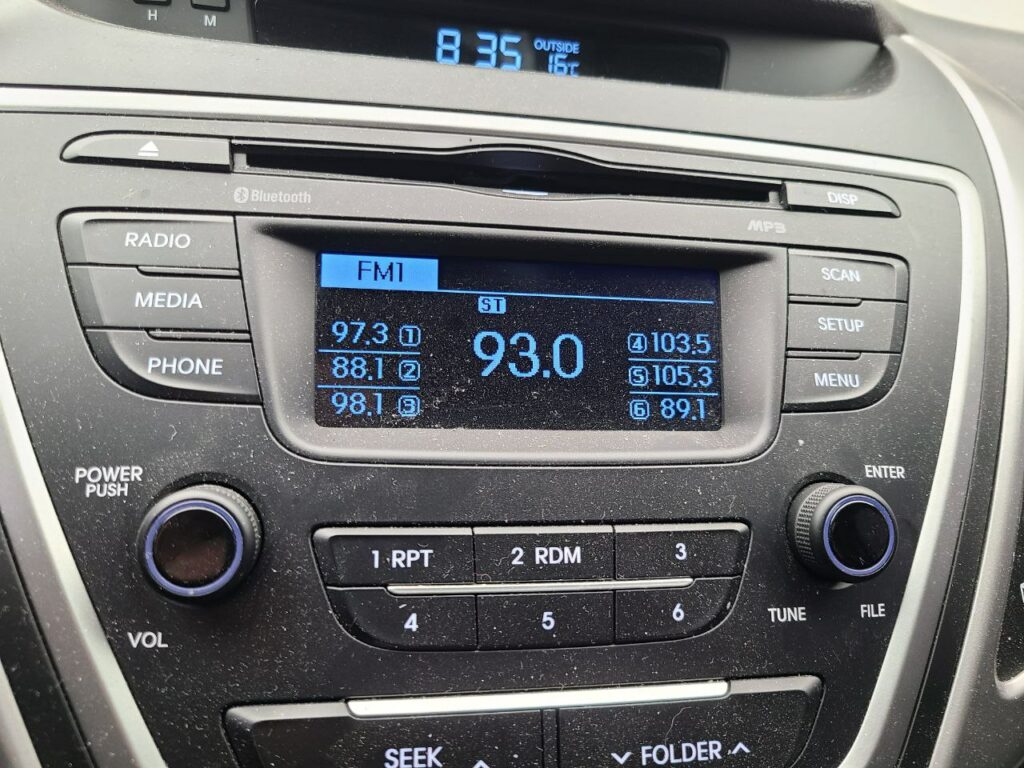 H M
8:35 OUTSIDE
16℃
Bluetooth
DISP
MP3
RADIO
MEDIA
PHONE
SCAN
SETUP
MENU
FM1
ST
97.3 1
88.1 2
98.1 3
93.0
4 103.5
5 105.3
6 89.1
POWER
PUSH
VOL
ENTER
TUNE FILE
1 RPT 2 RDM 3
4 5 6
SEEK
FOLDER